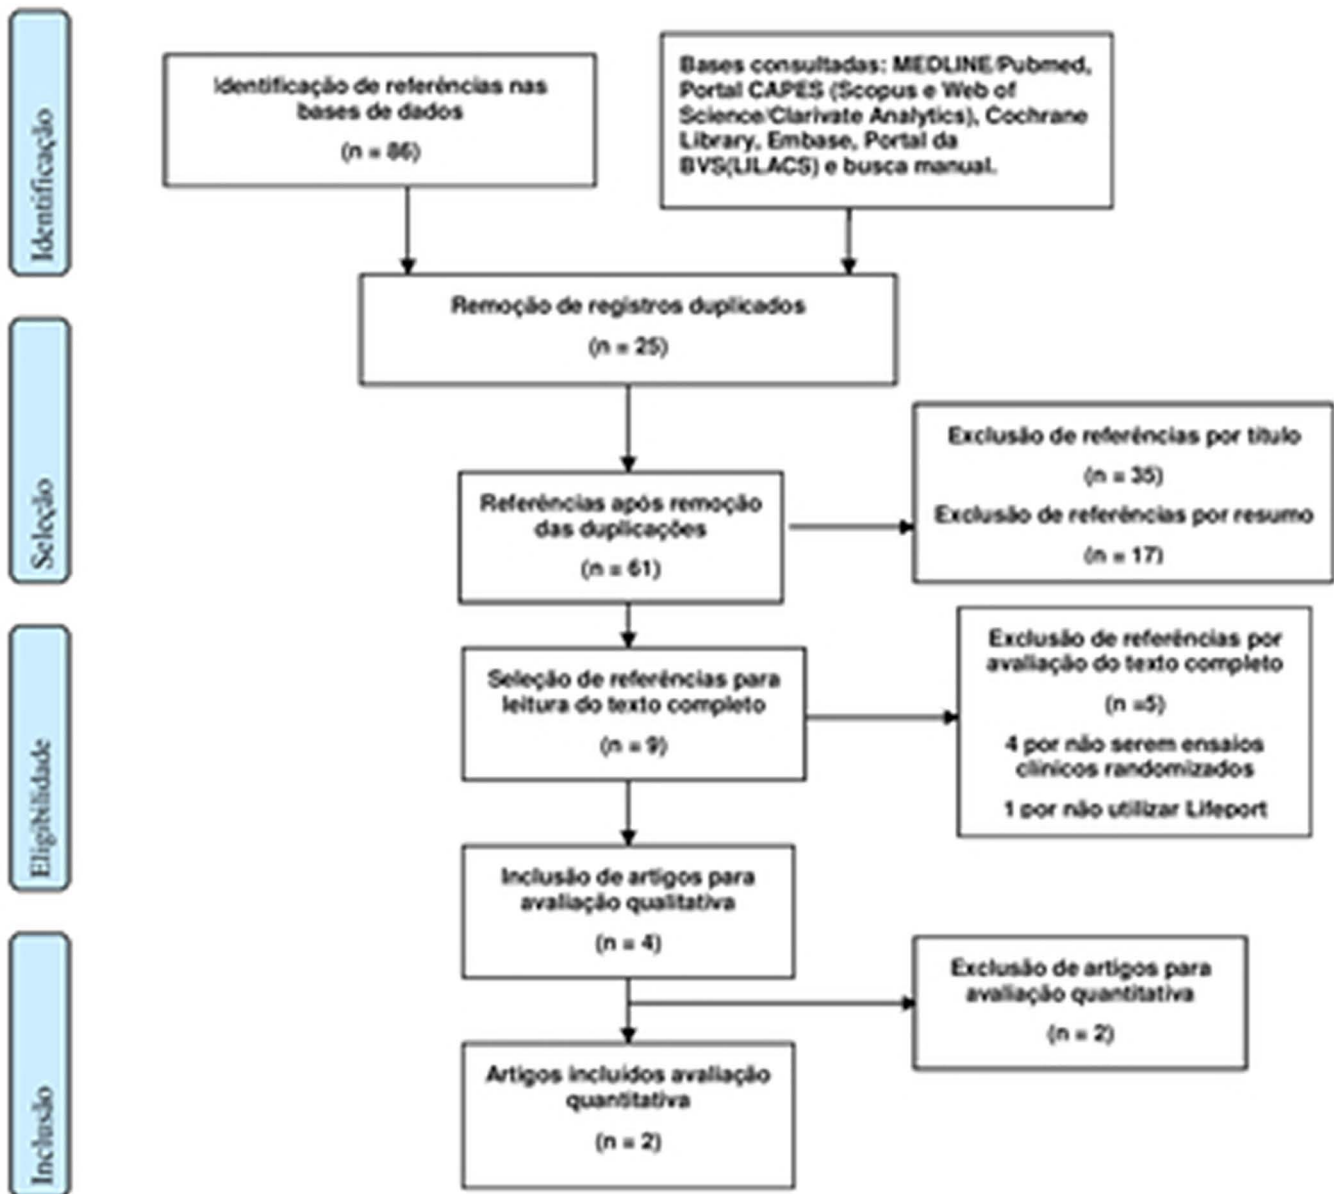 Identificação
Identificação de referências nas
bases de dados
(n = 86)
Bases consultadas: MEDLINE/Pubmed,
Portal CAPES (Scopus e Web of
Science/Clarivate Analytics), Cochrane
Library, Embase, Portal da
BVS(LILACS) e busca manual.
Remoção de registros duplicados
(n = 25)
Seleção
Referências após remoção
das duplicações
(n = 61)
Exclusão de referências por título
(n = 35)
Exclusão de referências por resumo
(n = 17)
Eligibilidade
Seleção de referências para
leitura do texto completo
(n = 9)
Exclusão de referências por
avaliação do texto completo
(n =5)
4 por não serem ensaios
clínicos randomizados
1 por não utilizar Lifeport
Inclusão de artigos para
avaliação qualitativa
(n = 4)
Inclusão
Exclusão de artigos para
avaliação quantitativa
(n = 2)
Artigos incluídos avaliação
quantitativa
(n = 2)